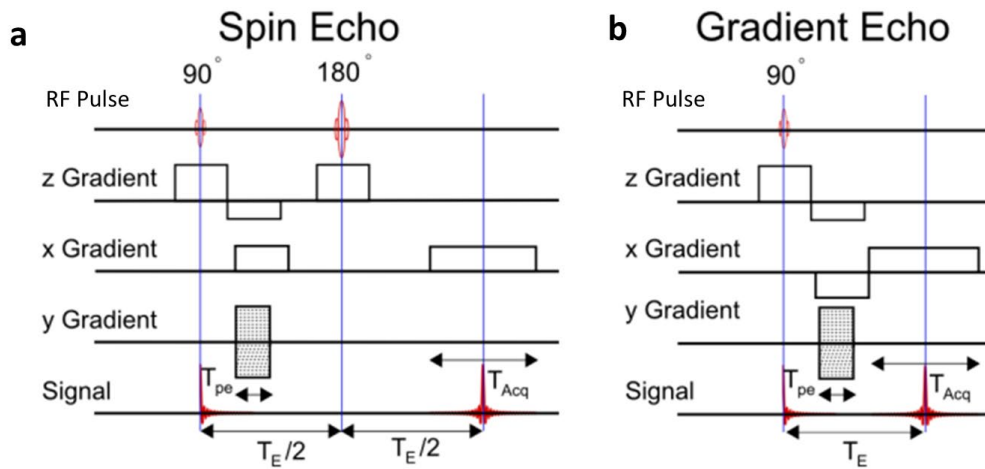 a
Spin Echo
90°
180°
RF Pulse
z Gradient
x Gradient
y Gradient
Signal
Tpe
TAcq
TE/2
TE/2
b
Gradient Echo
90°
RF Pulse
z Gradient
x Gradient
y Gradient
Signal
Tpe
TAcq
TE